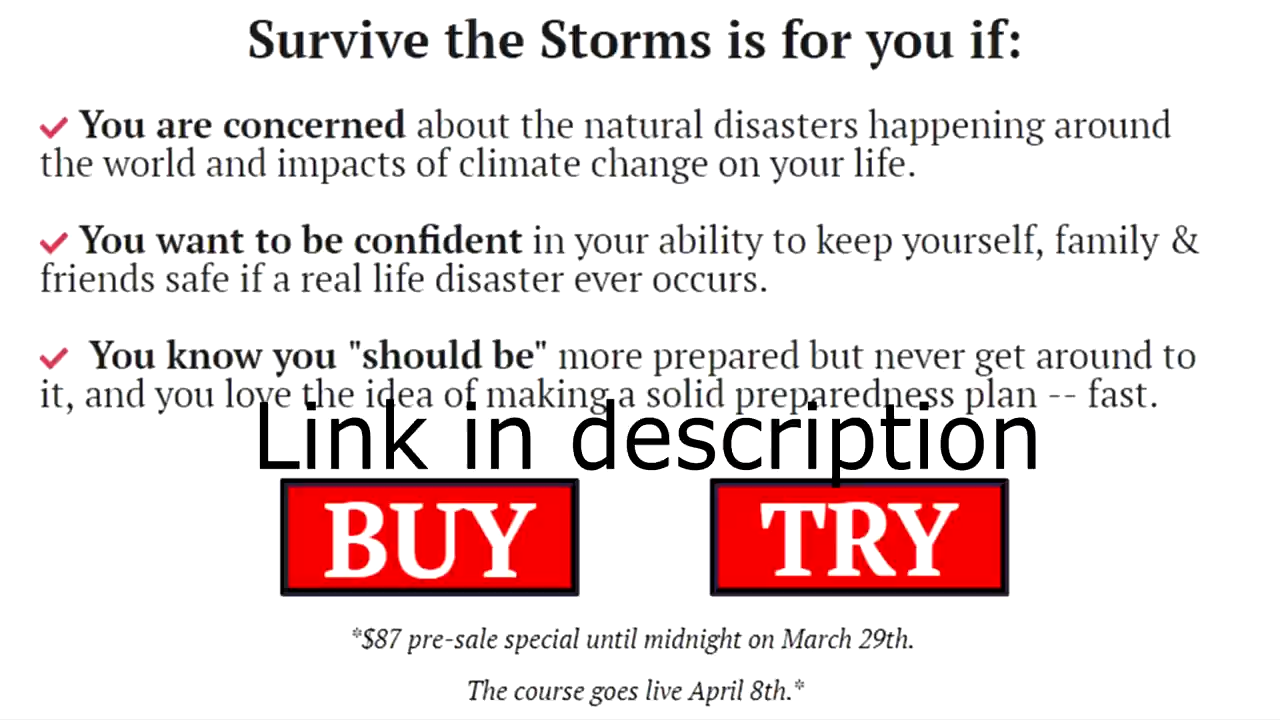 Survive the Storms is for you if:
You are concerned about the natural disasters happening around
the world and impacts of climate change on your life.
You want to be confident in your ability to keep yourself, family &
friends safe if a real life disaster ever occurs.
You know you "should be" more prepared but never get around to
it, and you love the idea of making a solid preparedness plan -- fast.
Link in description
BUY TRY
*$87 pre-sale special until midnight on March 29th.
The course goes live April 8th.*